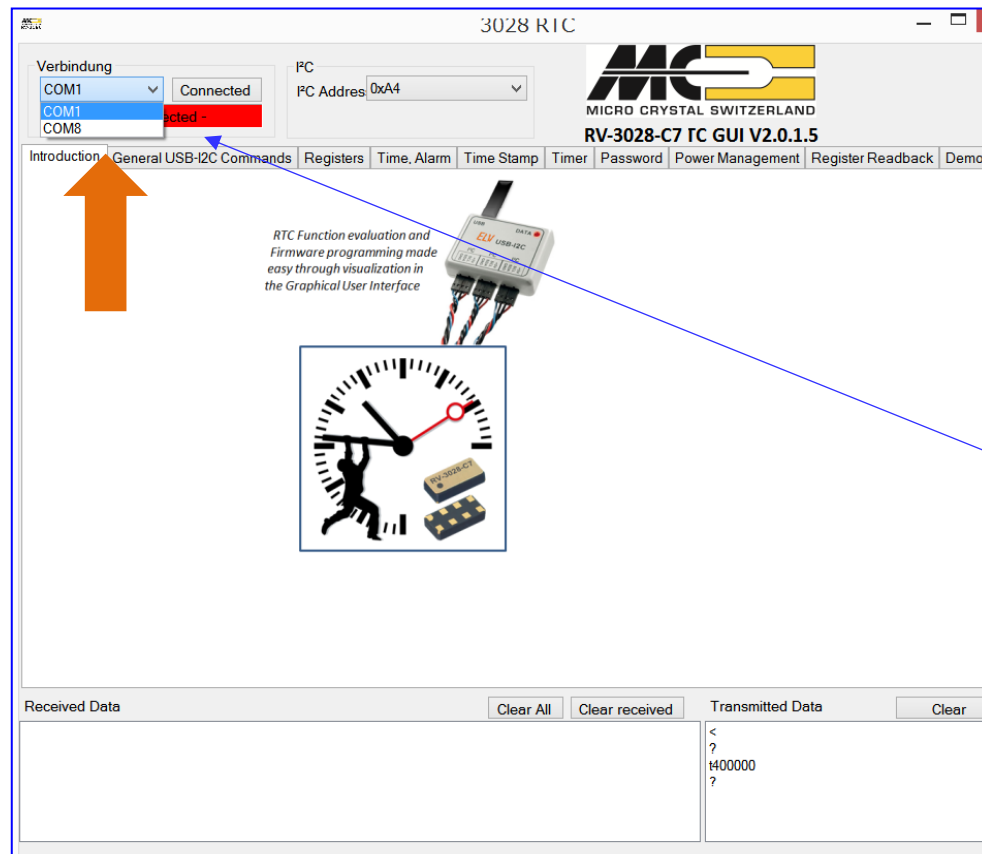 3028 RTC
Verbindung
COM1
Connected
COM1
COM8
ected -
I²C
I²C Addres
0xA4
MICRO CRYSTAL SWITZERLAND
RV-3028-C7 TC GUI V2.0.1.5
Introduction General USB-I2C Commands Registers Time, Alarm Time Stamp Timer Password Power Management Register Readback Demo
RTC Function evaluation and
Firmware programming made
easy through visualization in
the Graphical User Interface
USB DATA
ELV USB-I2C
I²C I²C I²C
RV-3028-C7
Received Data
Clear All
Clear received
Transmitted Data
Clear
<
?
t400000
?